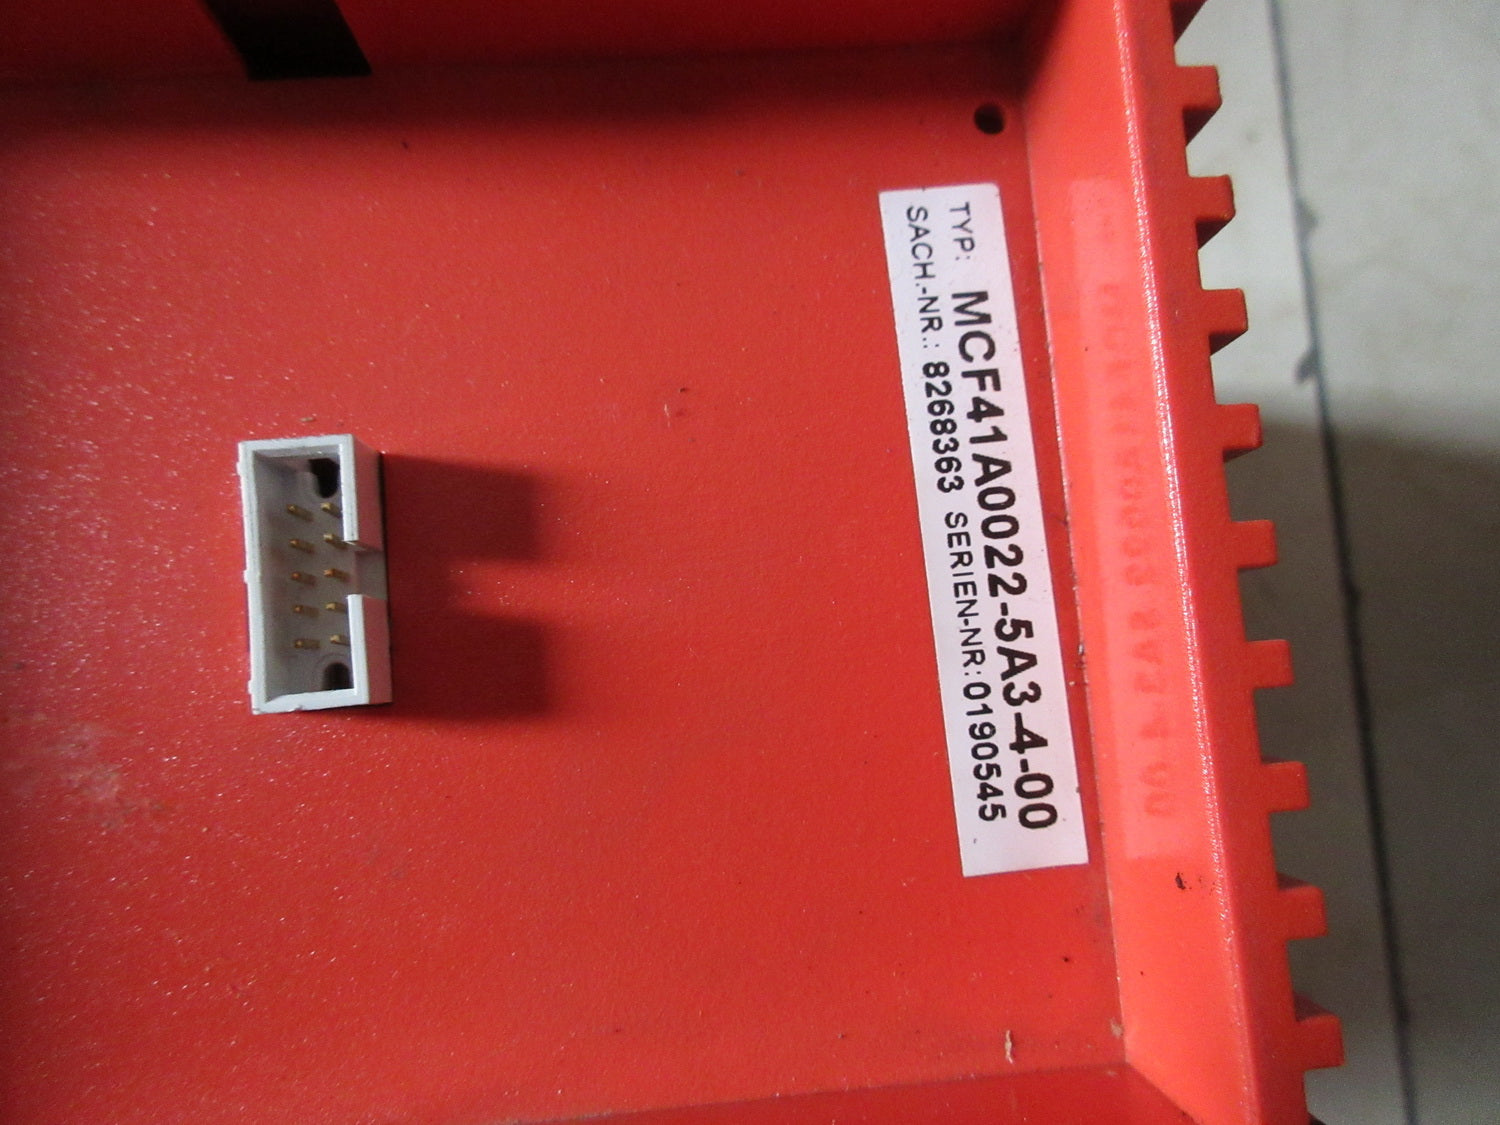 TYP: MCF41A0022-5A3-4-00
SACH.-NR.: 8268363 SERIEN-NR: 0190545